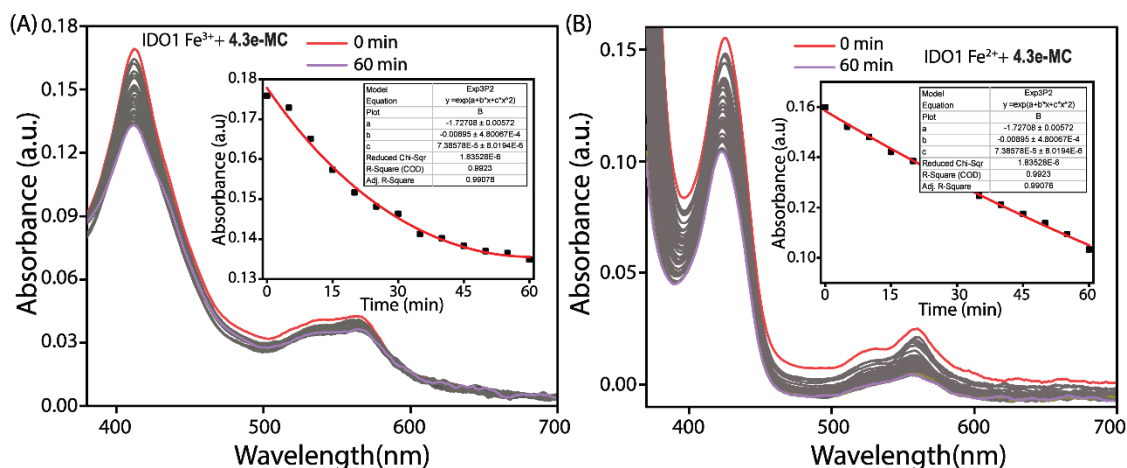 (A)
IDO1 Fe³⁺+ 4.3e-MC
0 min
60 min
Absorbance (a.u.)
0.18
0.15
0.12
0.09
0.06
0.03
0.00
400
500
600
700
Wavelength(nm)
Absorbance (a.u)
0.18
0.17
0.16
0.15
0.14
0.13
0
15
30
45
60
Time (min)
Model Exp3P2
Equation y =exp(a+b*x+c*x^2)
Plot B
a -1.72708 ± 0.00572
b -0.00895 ± 4.80067E-4
c 7.38578E-5 ± 8.0194E-6
Reduced Chi-Sqr 1.83528E-6
R-Square (COD) 0.9923
Adj. R-Square 0.99078
(B)
0 min
60 min
IDO1 Fe²⁺+ 4.3e-MC
Absorbance (a.u.)
0.15
0.10
0.05
0.00
400
500
600
700
Wavelength(nm)
Absorbance (a.u.)
0.16
0.14
0.12
0.10
0
15
30
45
60
Time (min)
Model Exp3P2
Equation y =exp(a+b*x+c*x^2)
Plot B
a -1.72708 ± 0.00572
b -0.00895 ± 4.80067E-4
c 7.38578E-5 ± 8.0194E-6
Reduced Chi-Sqr 1.83528E-6
R-Square (COD) 0.9923
Adj. R-Square 0.99078